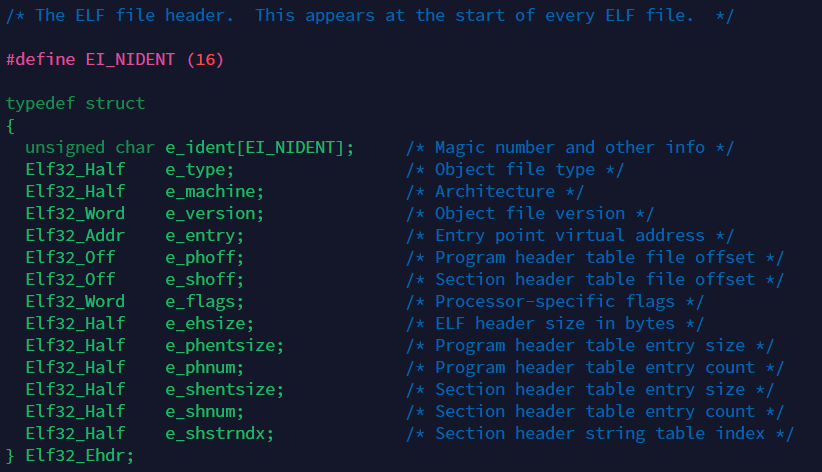 /* The ELF file header.  This appears at the start of every ELF file.  */

#define EI_NIDENT (16)

typedef struct
{
  unsigned char e_ident[EI_NIDENT];     /* Magic number and other info */
  Elf32_Half    e_type;                 /* Object file type */
  Elf32_Half    e_machine;              /* Architecture */
  Elf32_Word    e_version;              /* Object file version */
  Elf32_Addr    e_entry;                /* Entry point virtual address */
  Elf32_Off     e_phoff;                /* Program header table file offset */
  Elf32_Off     e_shoff;                /* Section header table file offset */
  Elf32_Word    e_flags;                /* Processor-specific flags */
  Elf32_Half    e_ehsize;               /* ELF header size in bytes */
  Elf32_Half    e_phentsize;            /* Program header table entry size */
  Elf32_Half    e_phnum;                /* Program header table entry count */
  Elf32_Half    e_shentsize;            /* Section header table entry size */
  Elf32_Half    e_shnum;                /* Section header table entry count */
  Elf32_Half    e_shstrndx;             /* Section header string table index */
} Elf32_Ehdr;